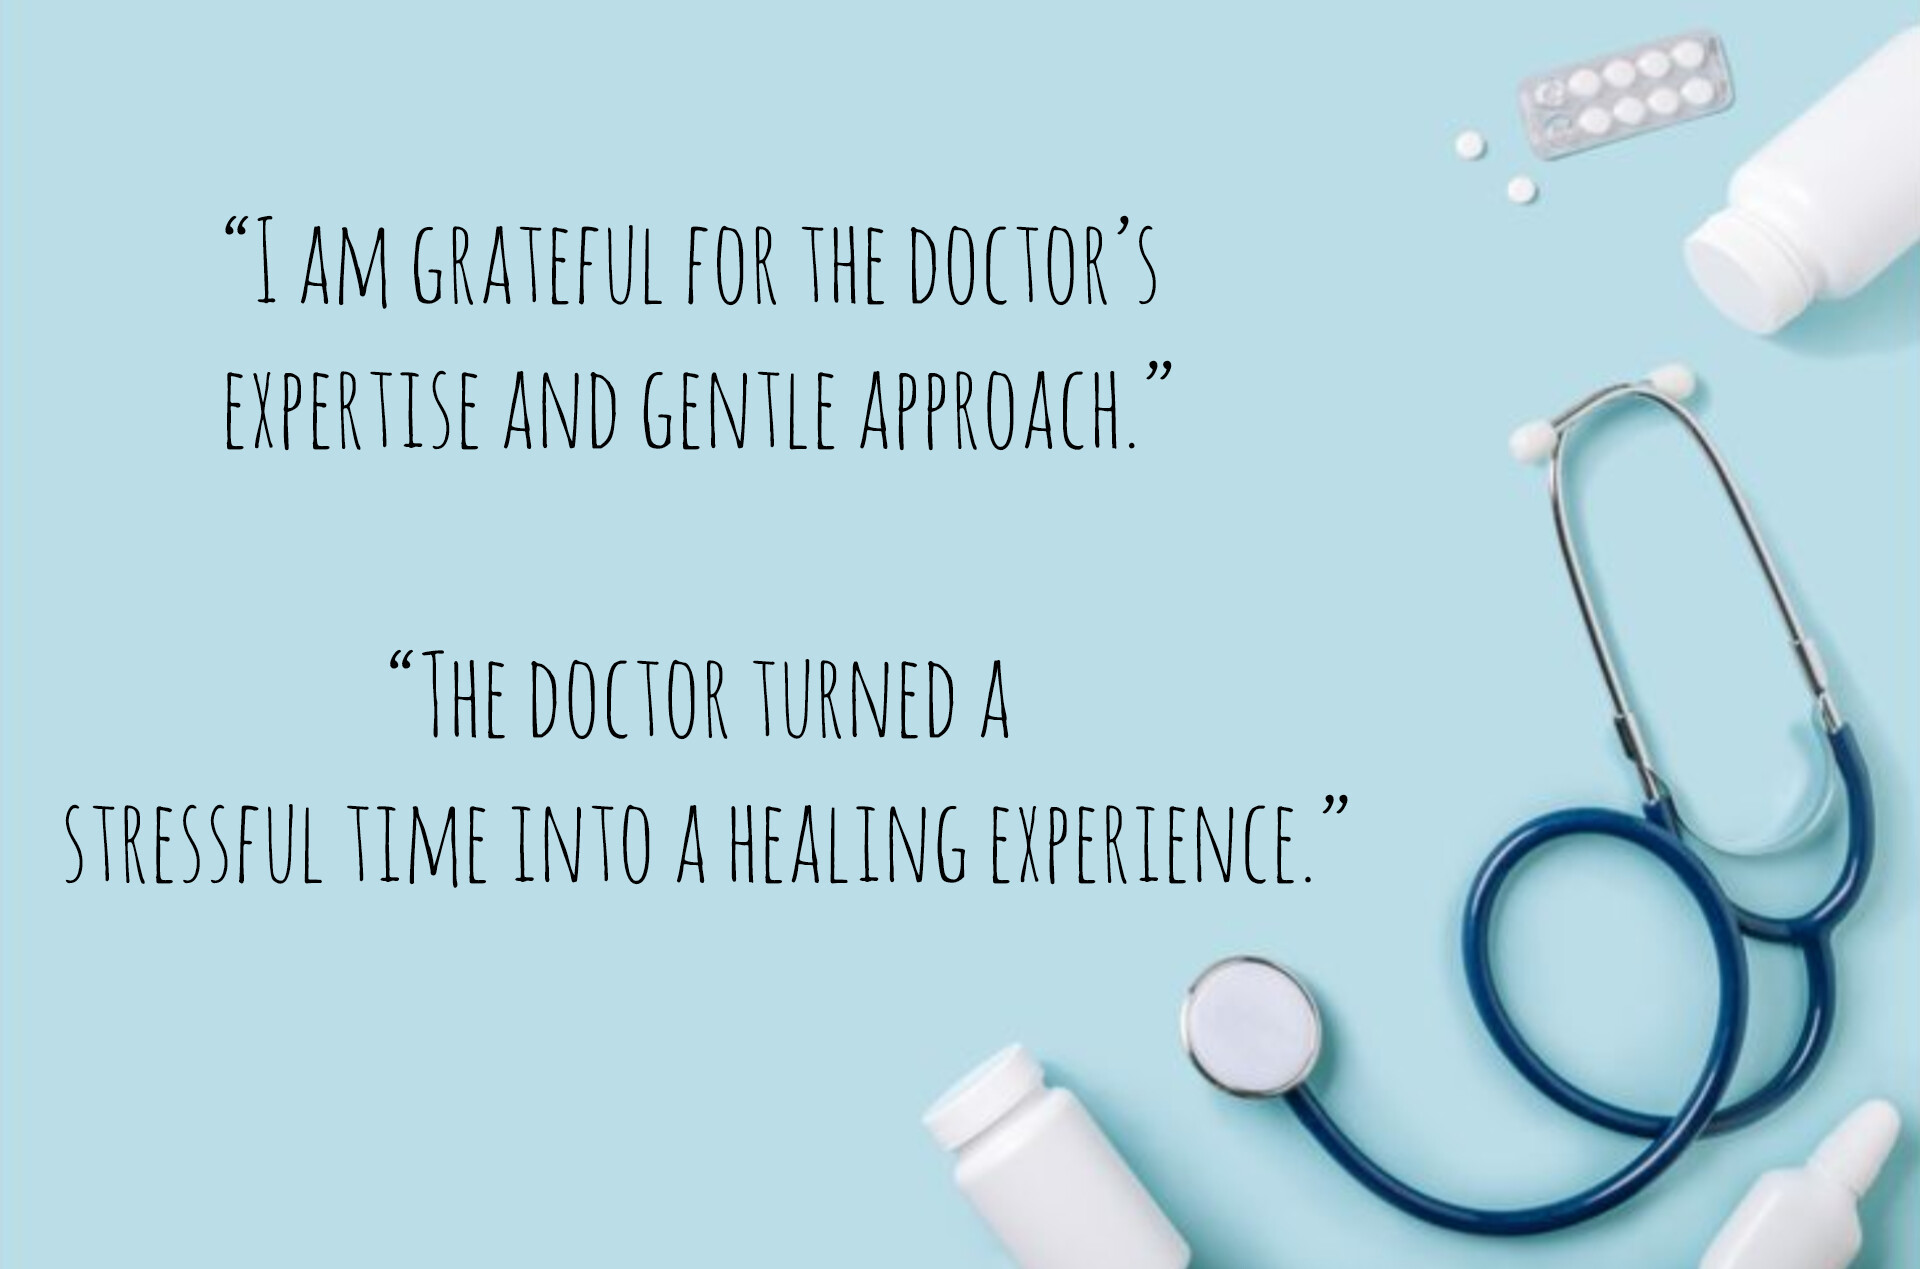 “I am grateful for the doctor’s
expertise and gentle approach.”
“The doctor turned a
stressful time into a healing experience.”